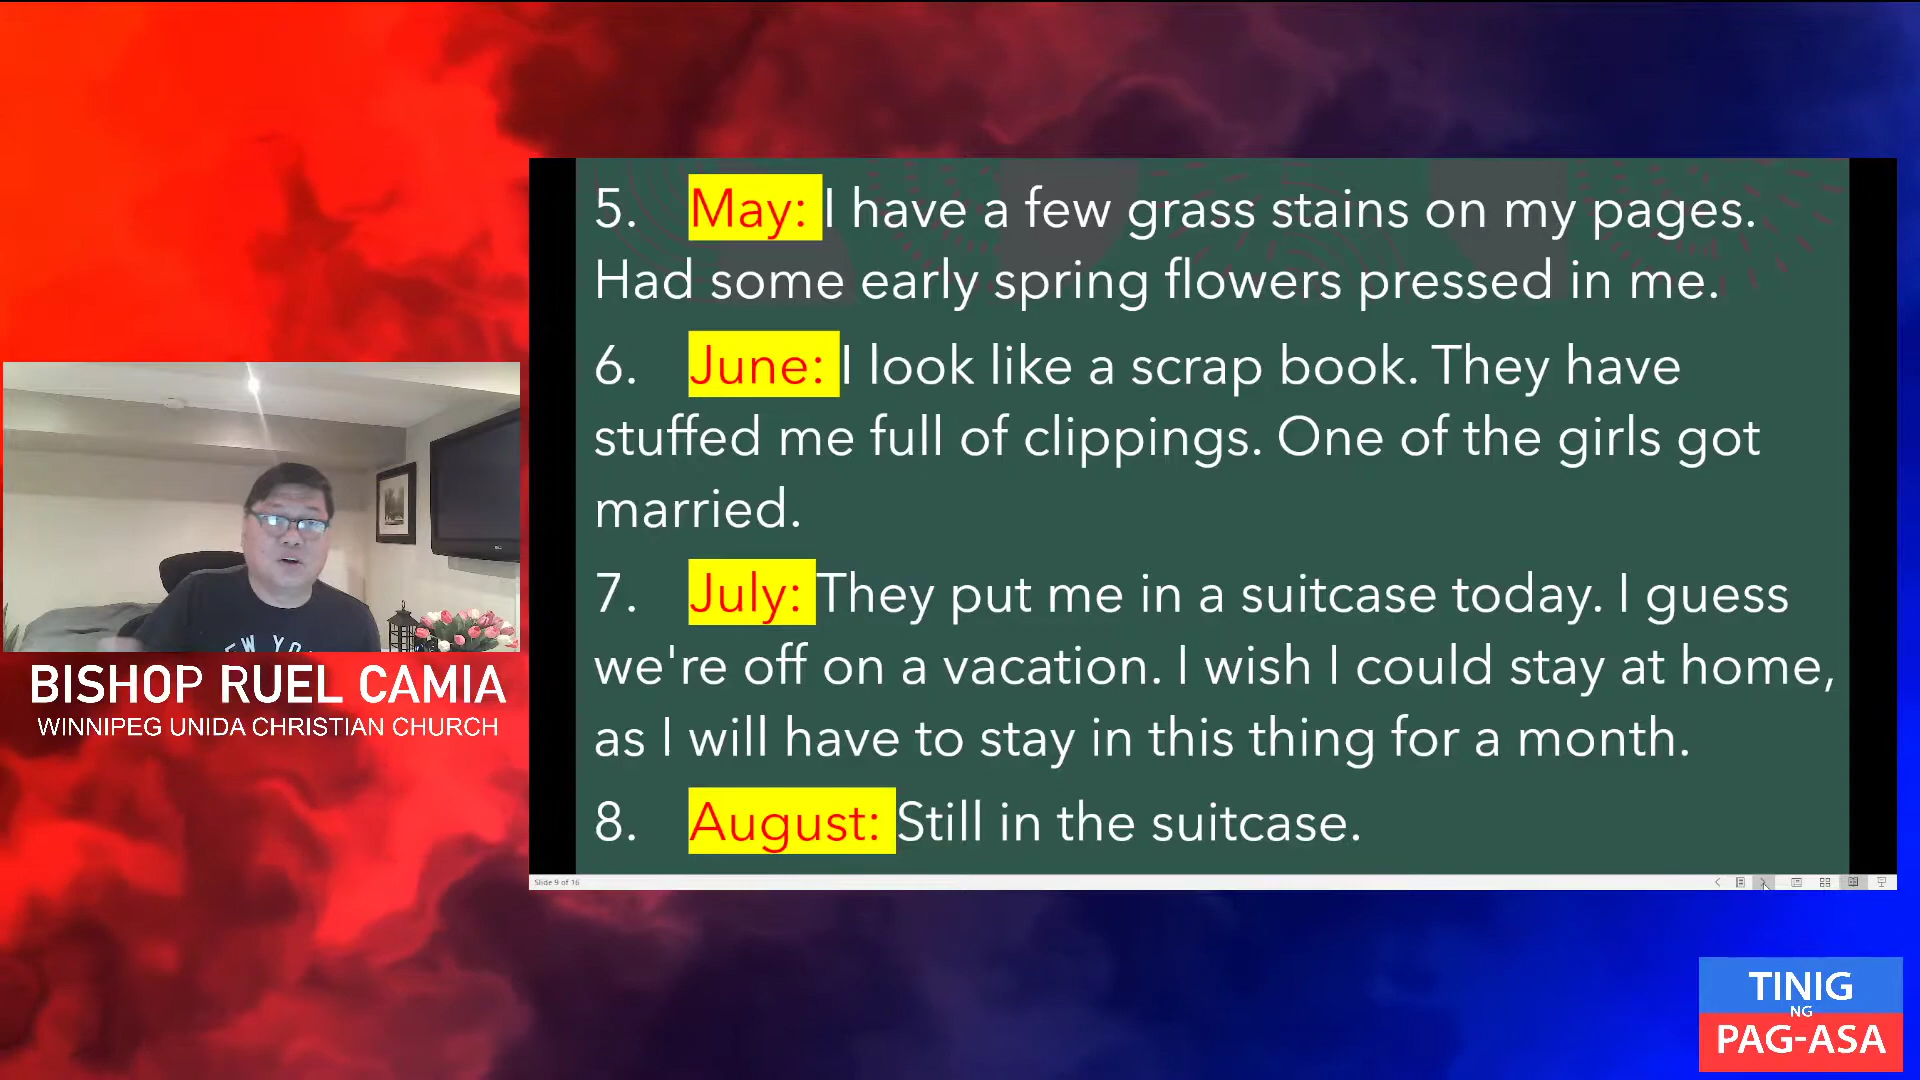 5. May: I have a few grass stains on my pages.
Had some early spring flowers pressed in me.
6. June: I look like a scrap book. They have
stuffed me full of clippings. One of the girls got
married.
7. July: They put me in a suitcase today. I guess
we're off on a vacation. I wish I could stay at home,
as I will have to stay in this thing for a month.
8. August: Still in the suitcase.
Slide 9 of 16
BISHOP RUEL CAMIA
WINNIPEG UNIDA CHRISTIAN CHURCH
TINIG
NG
PAG-ASA